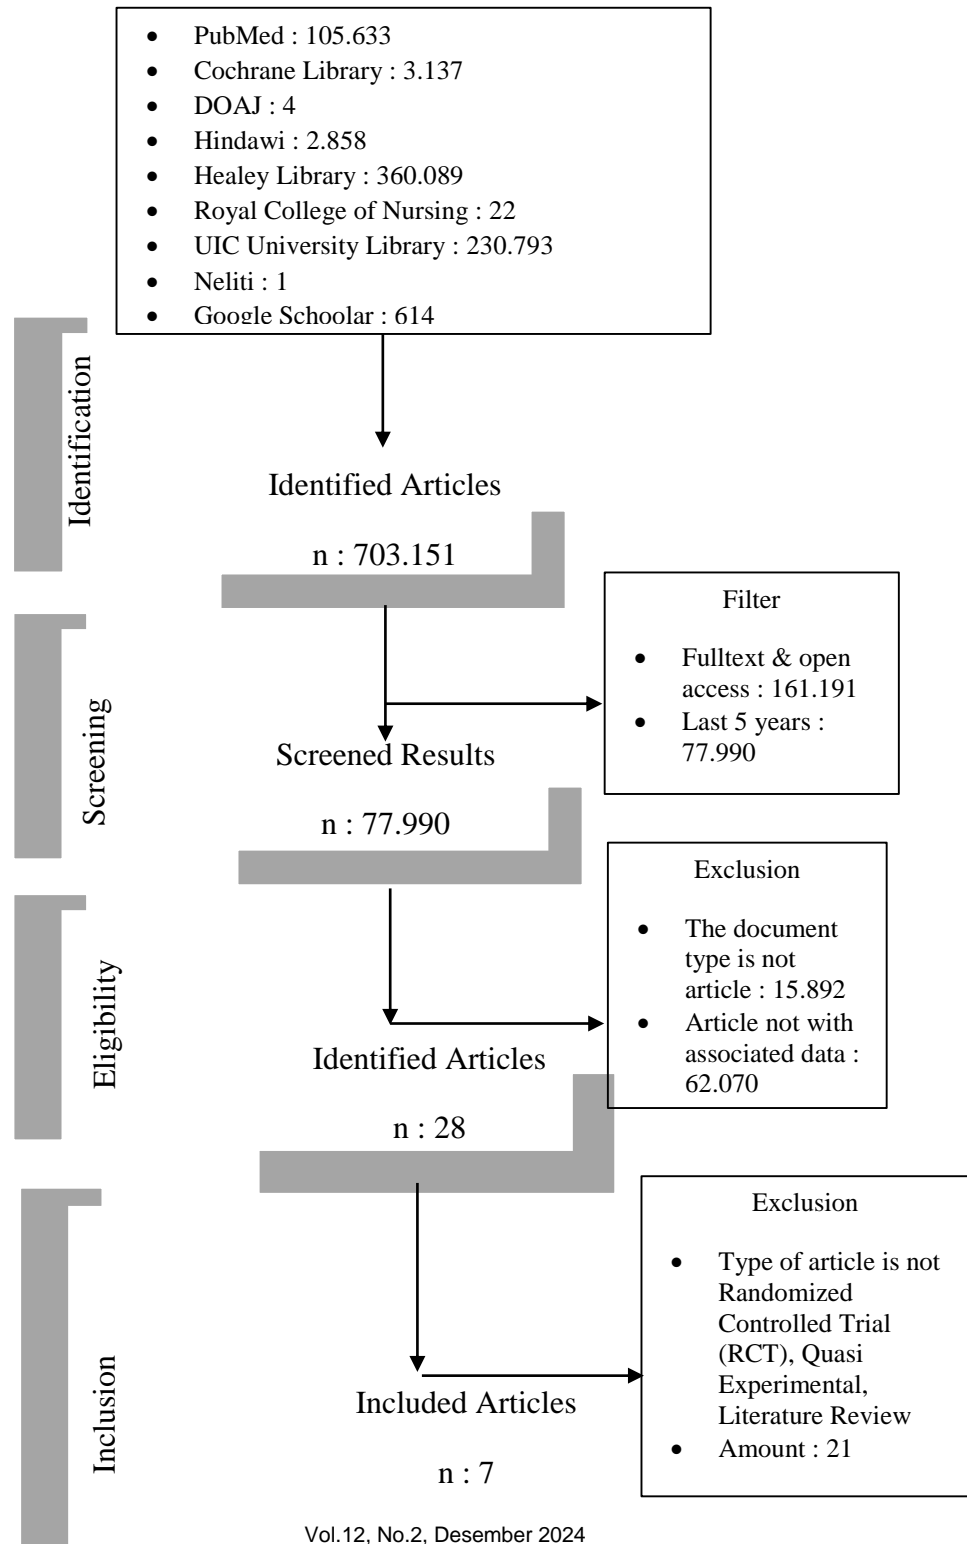 • PubMed : 105.633
• Cochrane Library : 3.137
• DOAJ : 4
• Hindawi : 2.858
• Healey Library : 360.089
• Royal College of Nursing : 22
• UIC University Library : 230.793
• Neliti : 1
• Google Schoolar : 614
Identification
Identified Articles
n : 703.151
Screening
Filter
• Fulltext & open
access : 161.191
• Last 5 years :
77.990
Screened Results
n : 77.990
Eligibility
Exclusion
• The document
type is not
article : 15.892
• Article not with
associated data :
62.070
Identified Articles
n : 28
Inclusion
Exclusion
• Type of article is not
Randomized
Controlled Trial
(RCT), Quasi
Experimental,
Literature Review
• Amount : 21
Included Articles
n : 7
Vol.12, No.2, Desember 2024